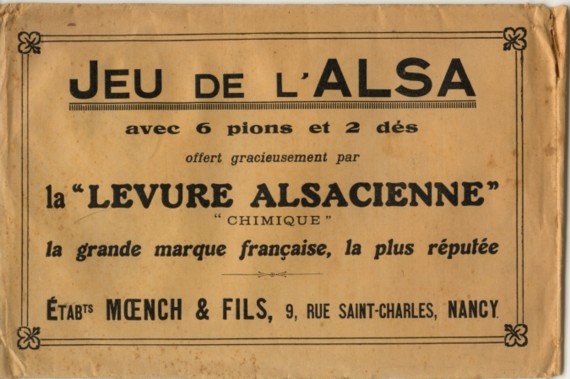 JEU DE L'ALSA
avec 6 pions et 2 dés
offert gracieusement par
la "LEVURE ALSACIENNE"
"CHIMIQUE"
la grande marque française, la plus réputée
ÉTABTS MŒNCH & FILS, 9, RUE SAINT-CHARLES, NANCY